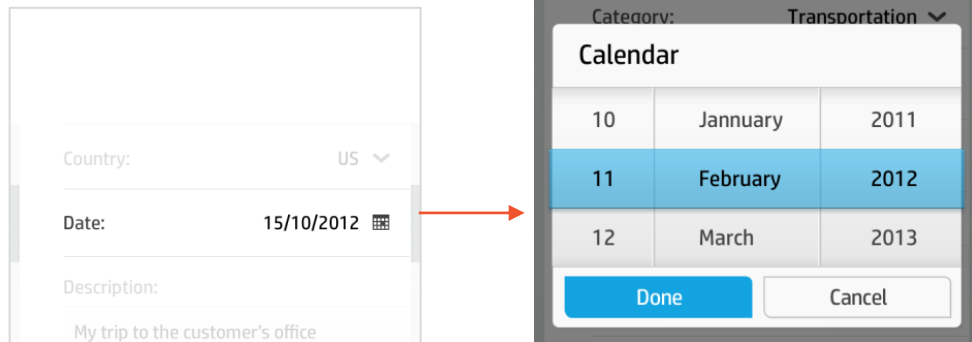 Country: US
Date: 15/10/2012
Description:
My trip to the customer's office
Category: Transportation
Calendar
10 Jannuary 2011
11 February 2012
12 March 2013
Done Cancel